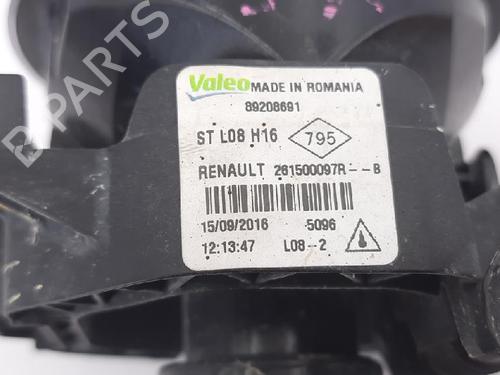 Valeo MADE IN ROMANIA
89208691
ST L08 H16 795
RENAULT 261500097R--B
15/09/2016 5096
12:13:47 L08-2
B-PARTS